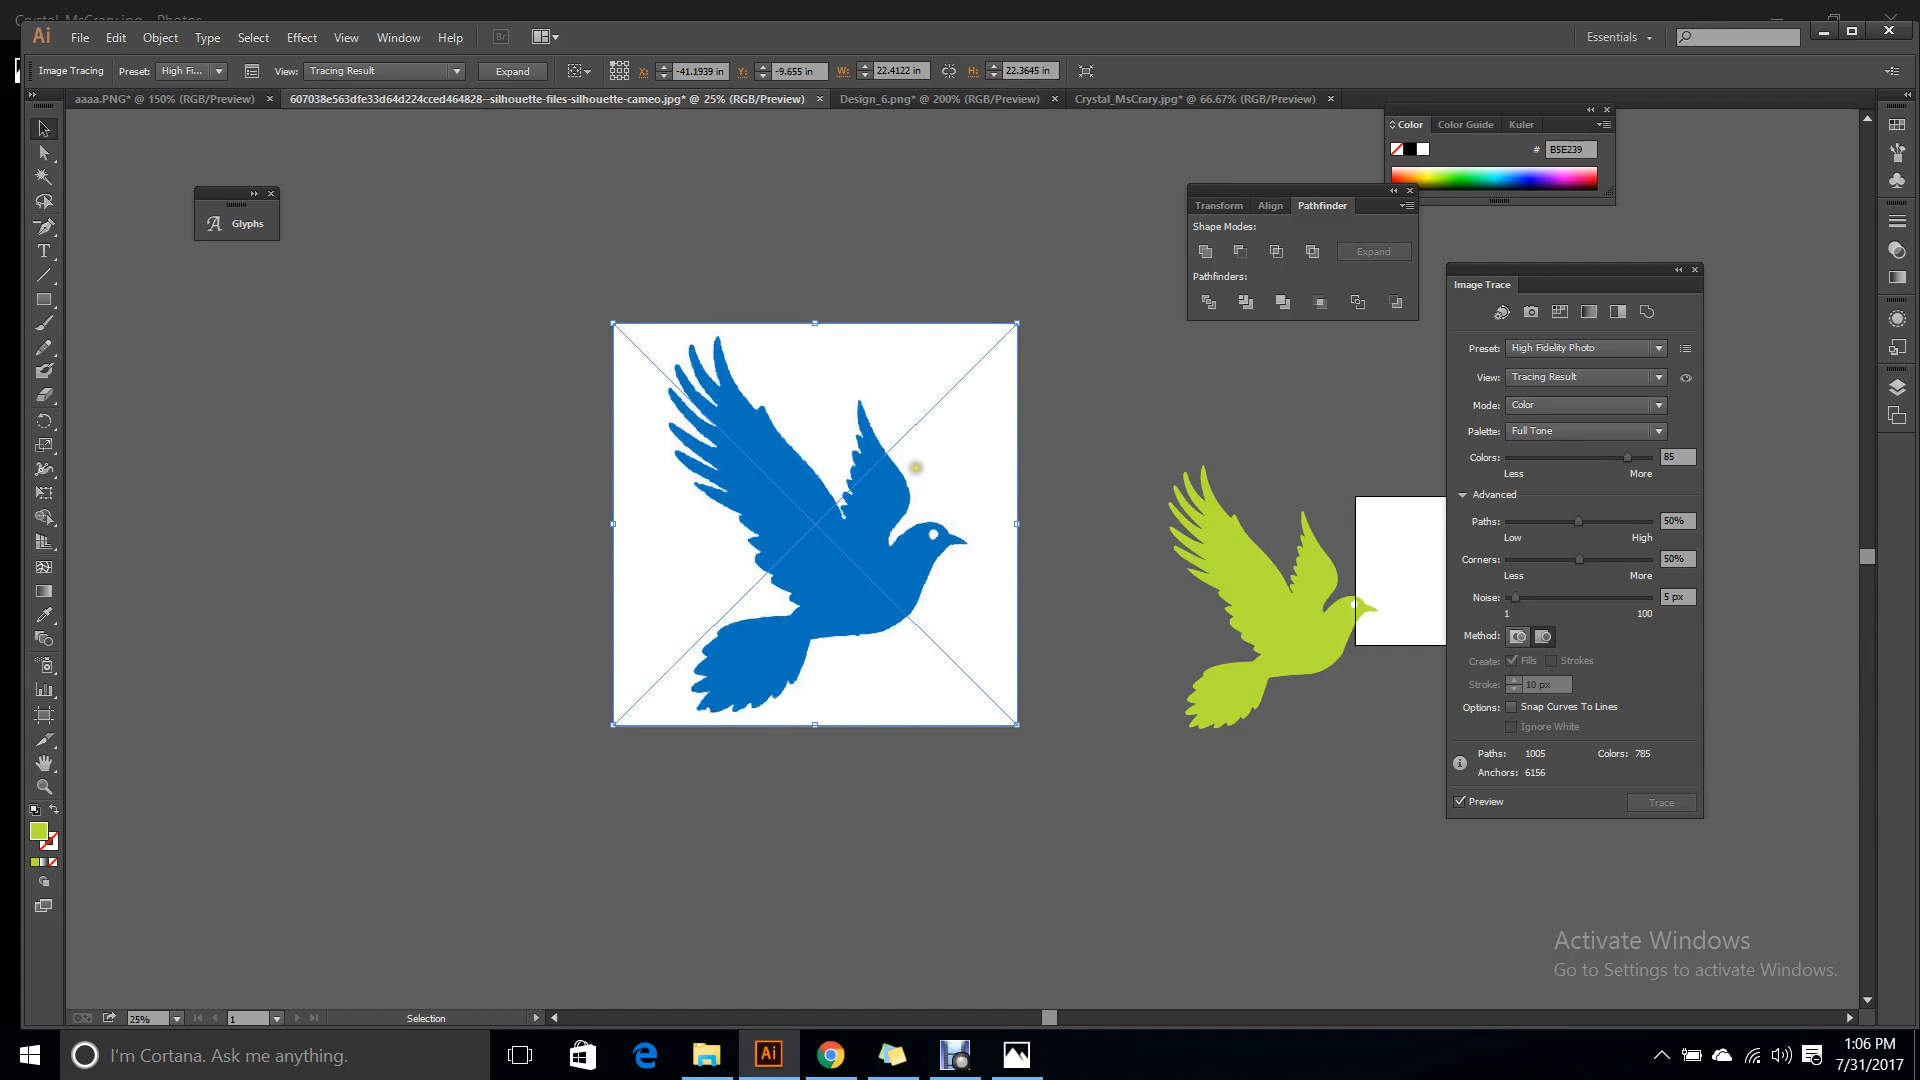 Crystal_McCrary.jpg - Photos
Ai File Edit Object Type Select Effect View Window Help Br Essentials
Image Tracing Preset: High Fi... View: Tracing Result Expand X: -41.1939 in Y: -9.655 in W: 22.4122 in H: 22.3645 in
aaaa.PNG* @ 150% (RGB/Preview) 607038e563dfe33d64d224cced464828--silhouette-files-silhouette-cameo.jpg* @ 25% (RGB/Preview) Design_6.png* @ 200% (RGB/Preview) Crystal_MsCrary.jpg* @ 66.67% (RGB/Preview)
Color Color Guide Kuler
# B5E239
A Glyphs
Transform Align Pathfinder
Shape Modes:
Expand
Pathfinders:
Image Trace
Preset: High Fidelity Photo
View: Tracing Result
Mode: Color
Palette: Full Tone
Colors: 85
Less More
Advanced
Paths: 50%
Low High
Corners: 50%
Less More
Noise: 5 px
1 100
Method:
Create: Fills Strokes
Stroke: 10 px
Options: Snap Curves To Lines
Ignore White
Paths: 1005 Colors: 785
Anchors: 6156
Preview Trace
T
Activate Windows
Go to Settings to activate Windows.
25% 1 Selection
I'm Cortana. Ask me anything. Ai 1:06 PM
7/31/2017